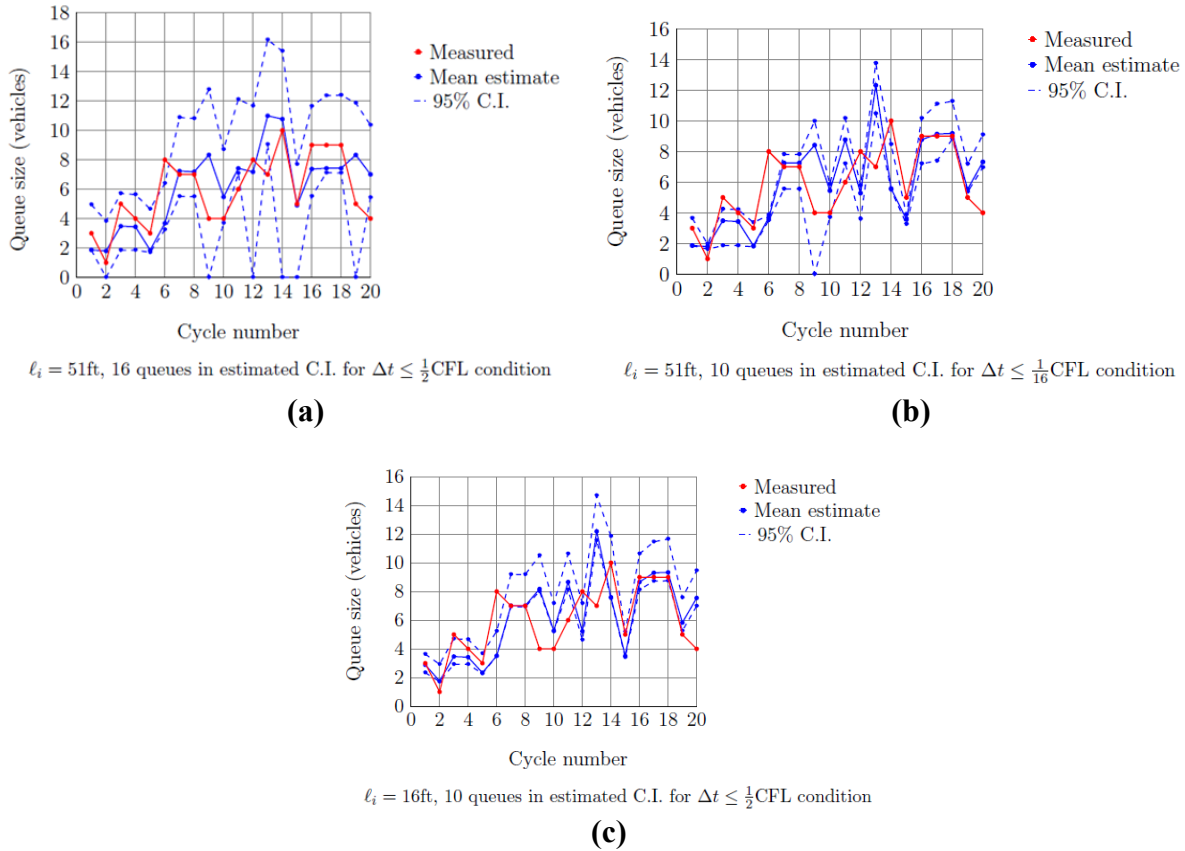 18
16
14
12
10
8
6
4
2
0
Queue size (vehicles)
0 2 4 6 8 10 12 14 16 18 20
Cycle number
Measured
Mean estimate
95% C.I.
ℓᵢ = 51ft, 16 queues in estimated C.I. for Δt ≤ ½CFL condition
(a)
16
14
12
10
8
6
4
2
0
Queue size (vehicles)
0 2 4 6 8 10 12 14 16 18 20
Cycle number
Measured
Mean estimate
95% C.I.
ℓᵢ = 51ft, 10 queues in estimated C.I. for Δt ≤ 1/16 CFL condition
(b)
16
14
12
10
8
6
4
2
0
Queue size (vehicles)
0 2 4 6 8 10 12 14 16 18 20
Cycle number
Measured
Mean estimate
95% C.I.
ℓᵢ = 16ft, 10 queues in estimated C.I. for Δt ≤ ½CFL condition
(c)